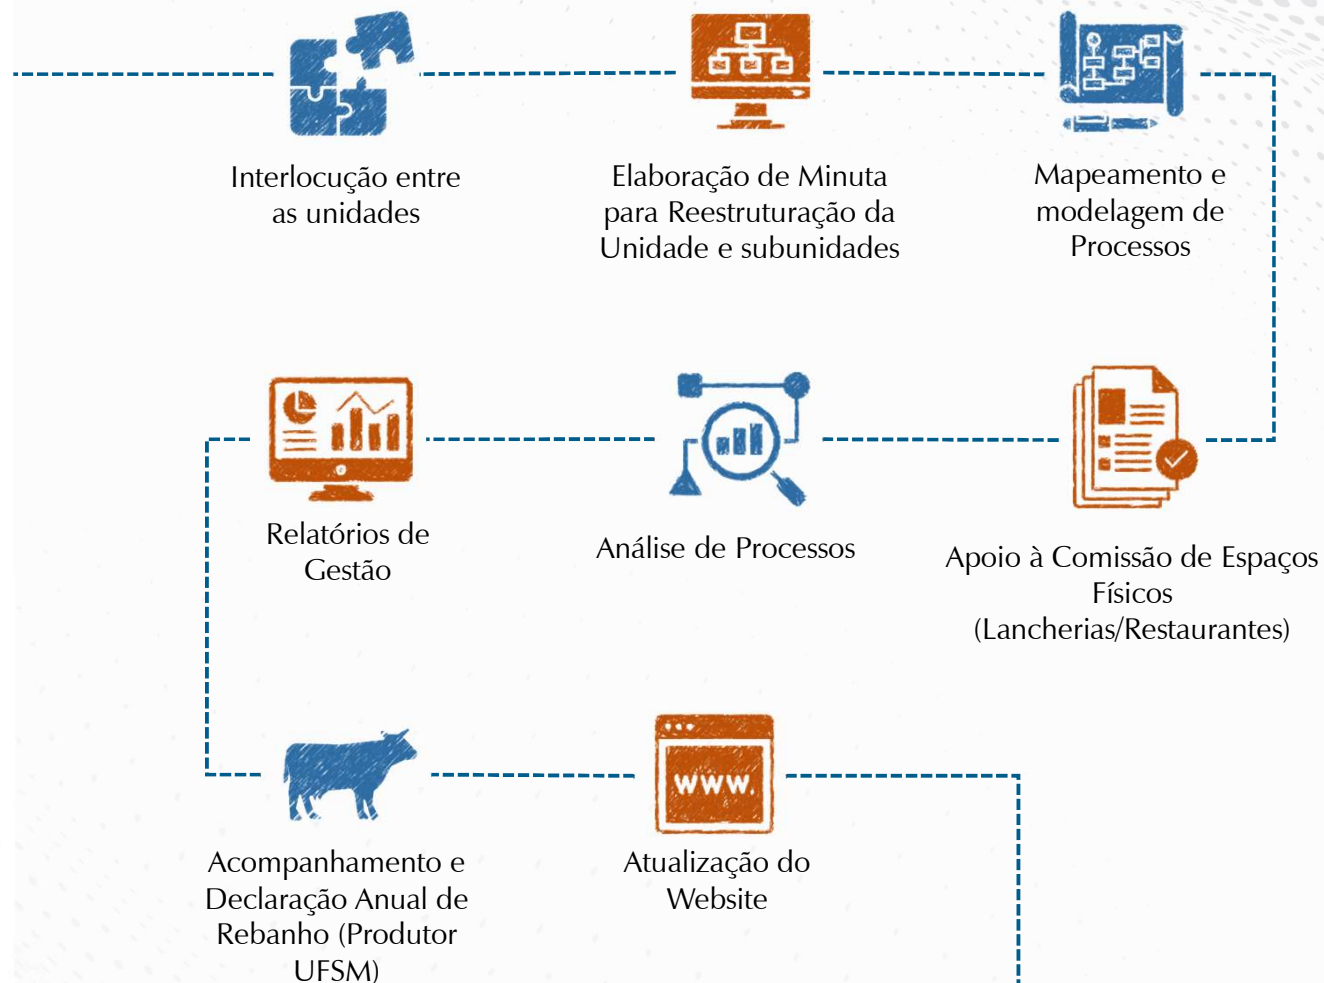 Interlocução entre
as unidades
Elaboração de Minuta
para Reestruturação da
Unidade e subunidades
Mapeamento e
modelagem de
Processos
Relatórios de
Gestão
Análise de Processos
Apoio à Comissão de Espaços
Físicos
(Lancherias/Restaurantes)
Acompanhamento e
Declaração Anual de
Rebanho (Produtor
UFSM)
www.
Atualização do
Website